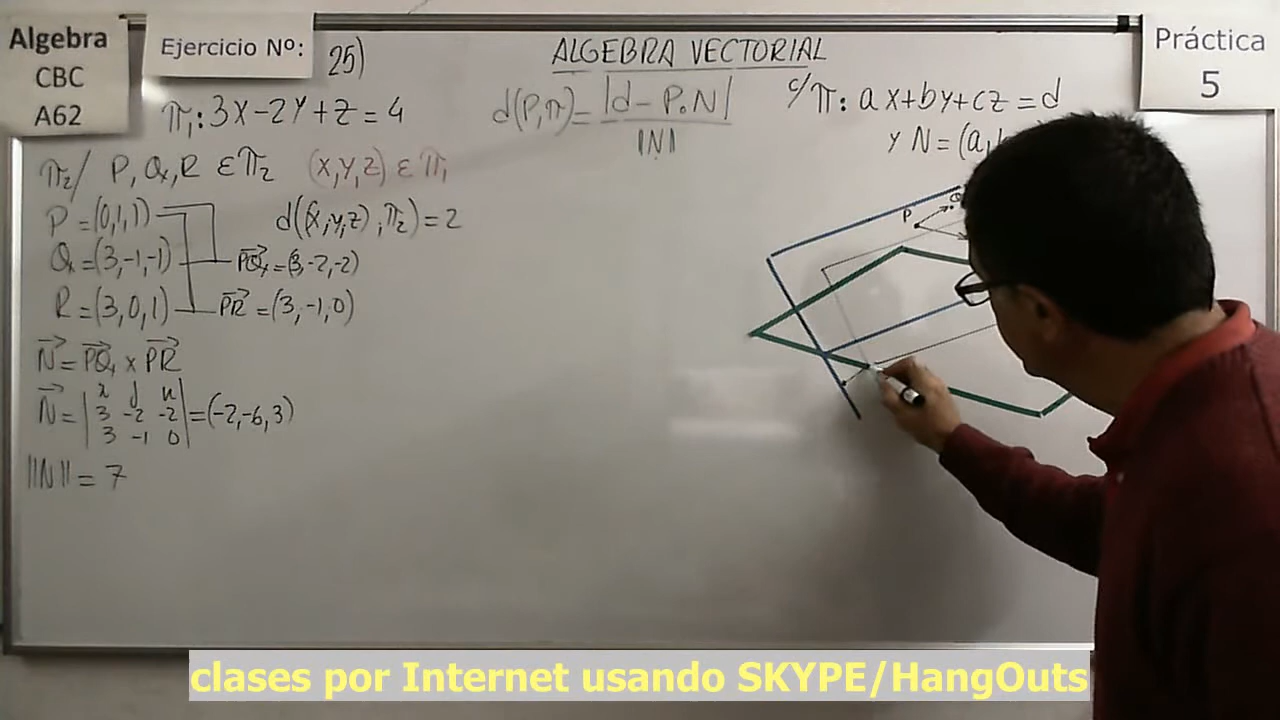 Algebra
CBC
A62
Ejercicio Nº:
25)
ALGEBRA VECTORIAL
Práctica
5
π₁: 3X-2Y+Z=4
d(P,π)= |d-P·N| / ‖N‖
c/π: ax+by+cz=d
y N=(a,
π₂/ P,Q,R ∈ π₂ (x,y,z) ∈ π₁
P=(0,1,1)
d((x,y,z),π₂)=2
Q=(3,-1,-1)
PQ=(3,-2,-2)
R=(3,0,1)
PR=(3,-1,0)
N=PQ x PR
N=
3 -2 -2
3 -1 0
=(-2,-6,3)
‖N‖=7
P
Q
clases por Internet usando SKYPE/HangOuts